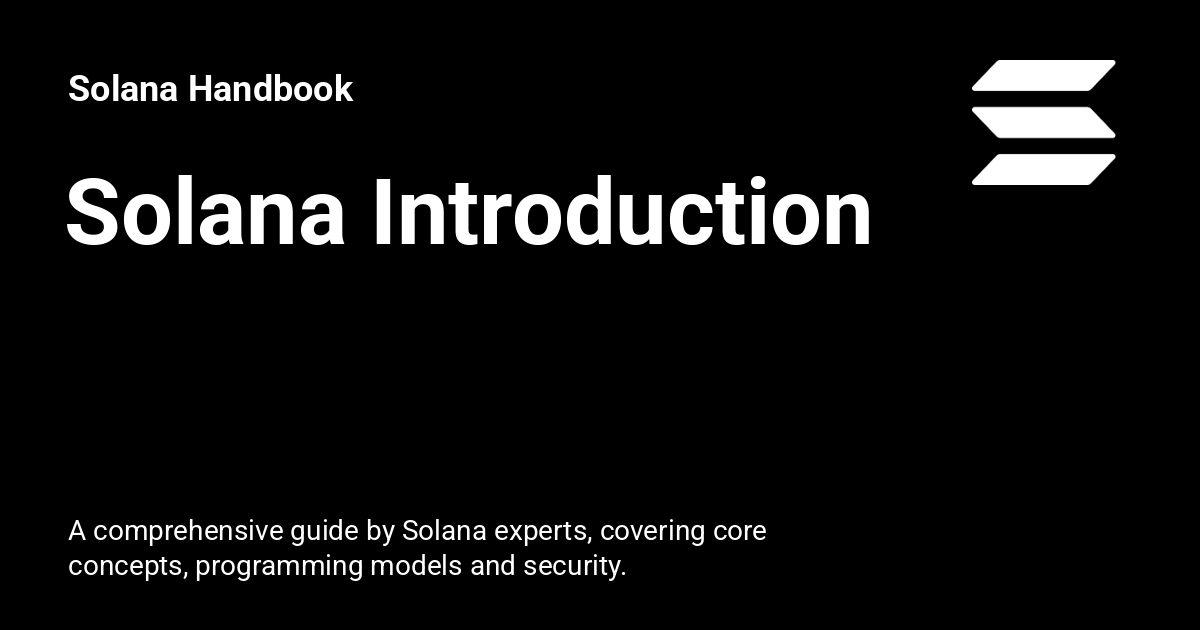 Solana Handbook
Solana Introduction
A comprehensive guide by Solana experts, covering core
concepts, programming models and security.